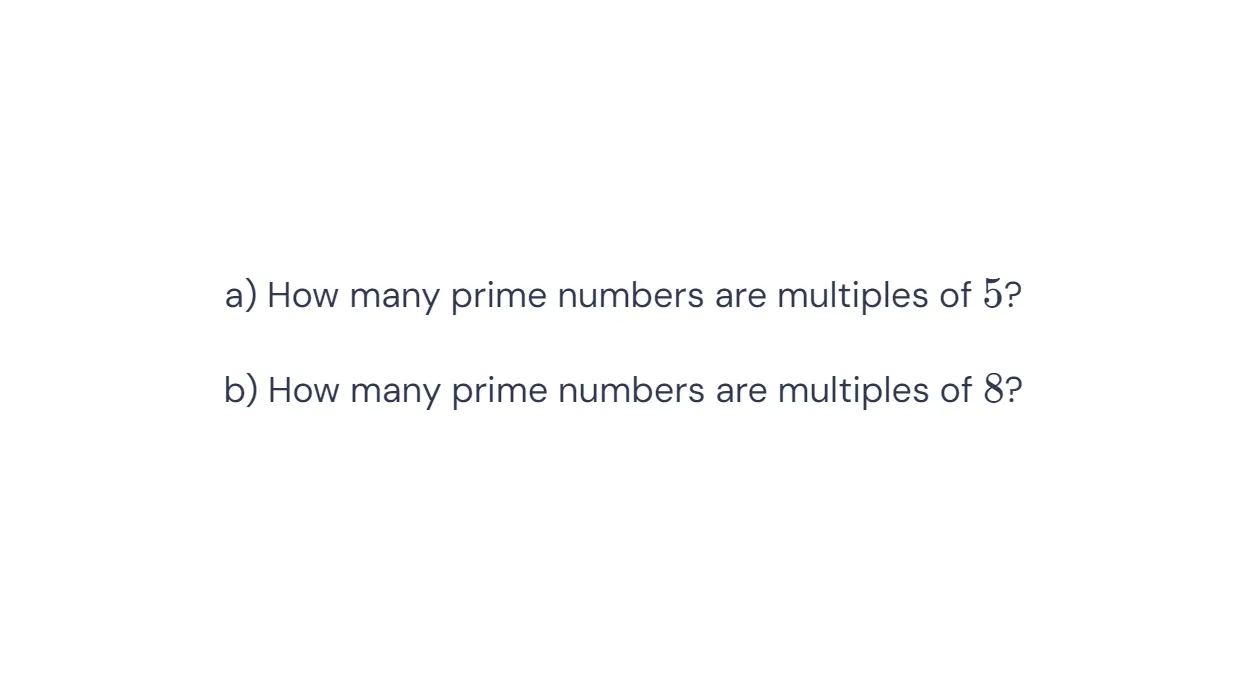 a) How many prime numbers are multiples of 5?
b) How many prime numbers are multiples of 8?